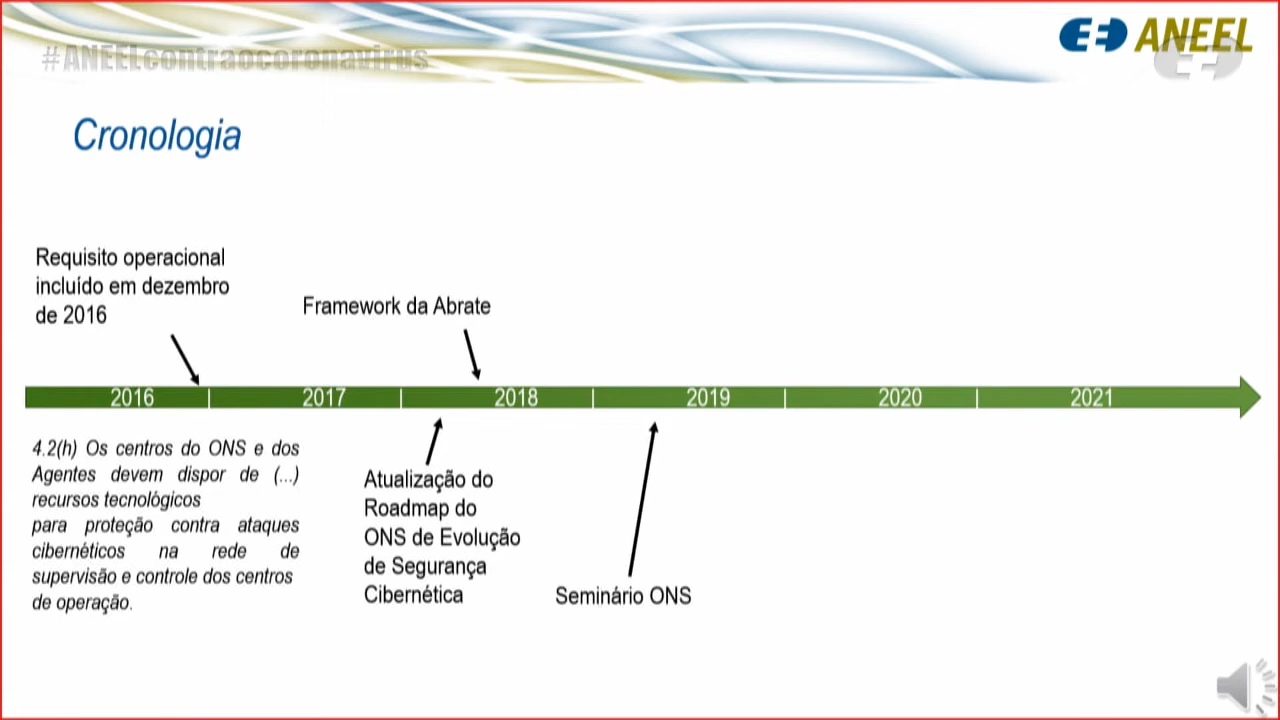 #ANEELcontraocoronavirus
ANEEL
Cronologia
Requisito operacional
incluído em dezembro
de 2016
Framework da Abrate
2016
2017
2018
2019
2020
2021
4.2(h) Os centros do ONS e dos
Agentes devem dispor de (...)
recursos tecnológicos
para proteção contra ataques
cibernéticos na rede de
supervisão e controle dos centros
de operação.
Atualização do
Roadmap do
ONS de Evolução
de Segurança
Cibernética
Seminário ONS